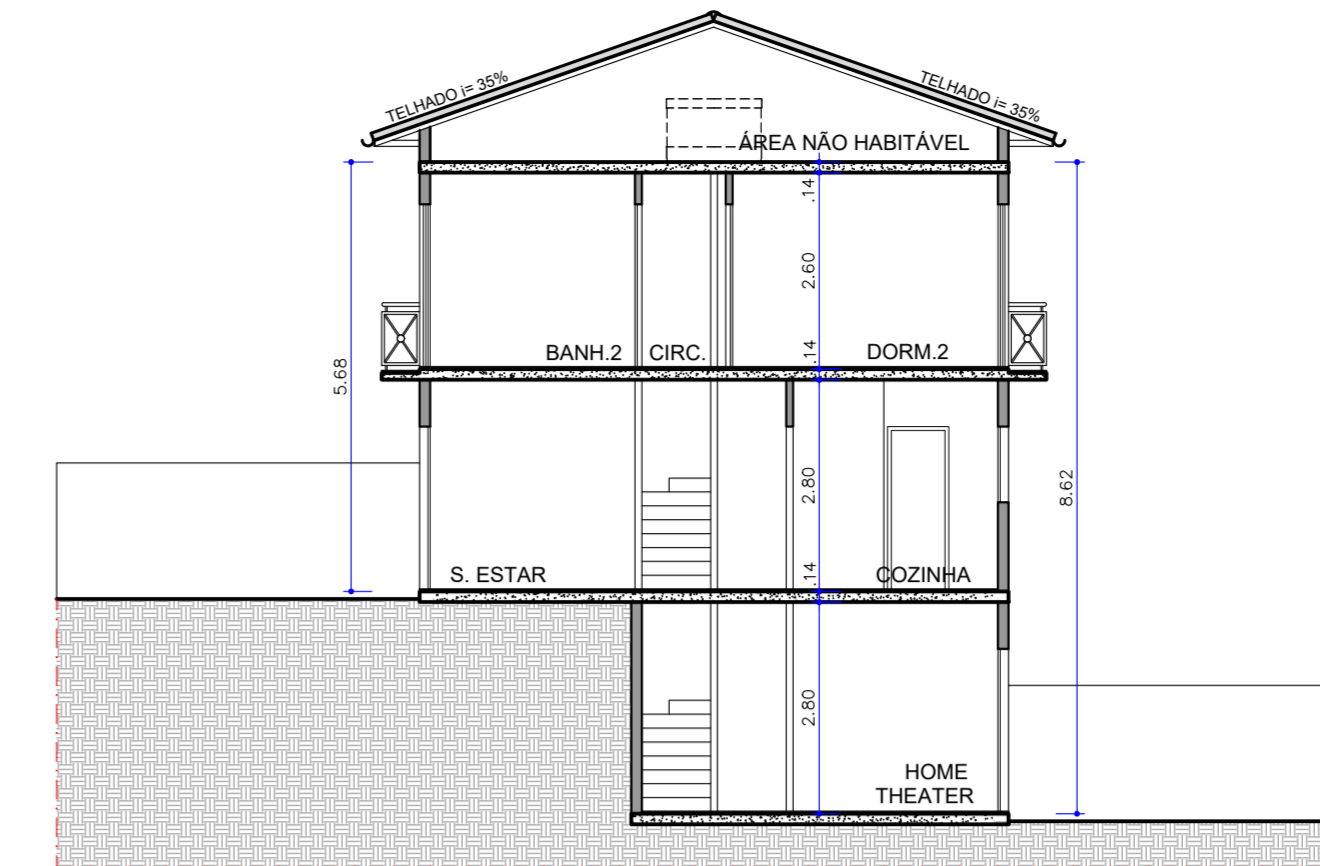 TELHADO i= 35%
TELHADO i= 35%
ÁREA NÃO HABITÁVEL
.14
2.60
BANH.2
CIRC.
.14
DORM.2
5.68
2.80
8.62
S. ESTAR
.14
COZINHA
2.80
HOME
THEATER